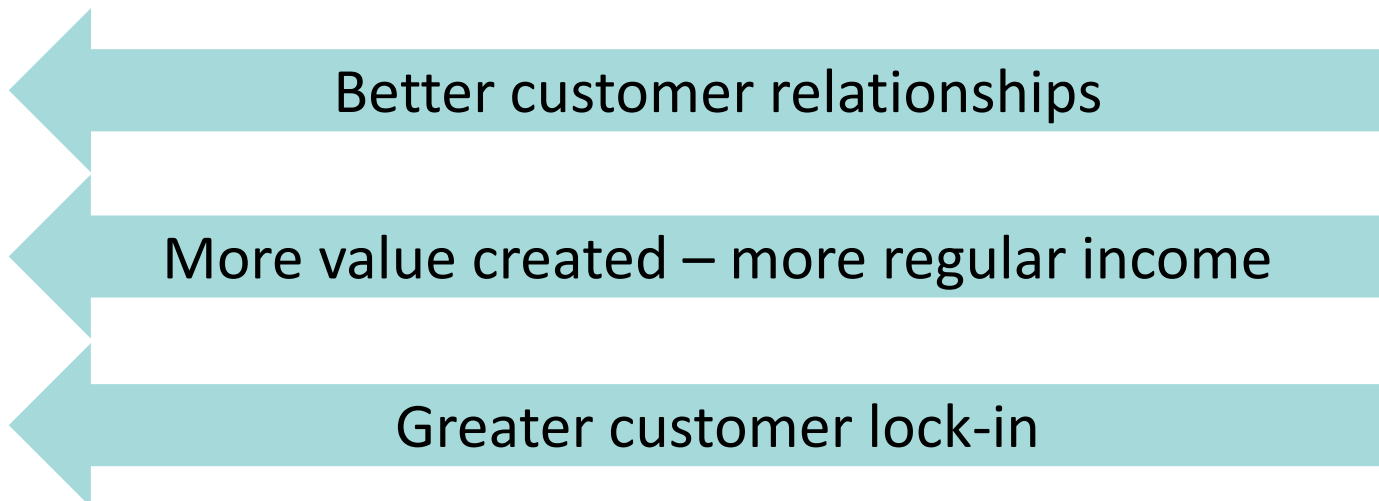 Better customer relationships
More value created – more regular income
Greater customer lock-in